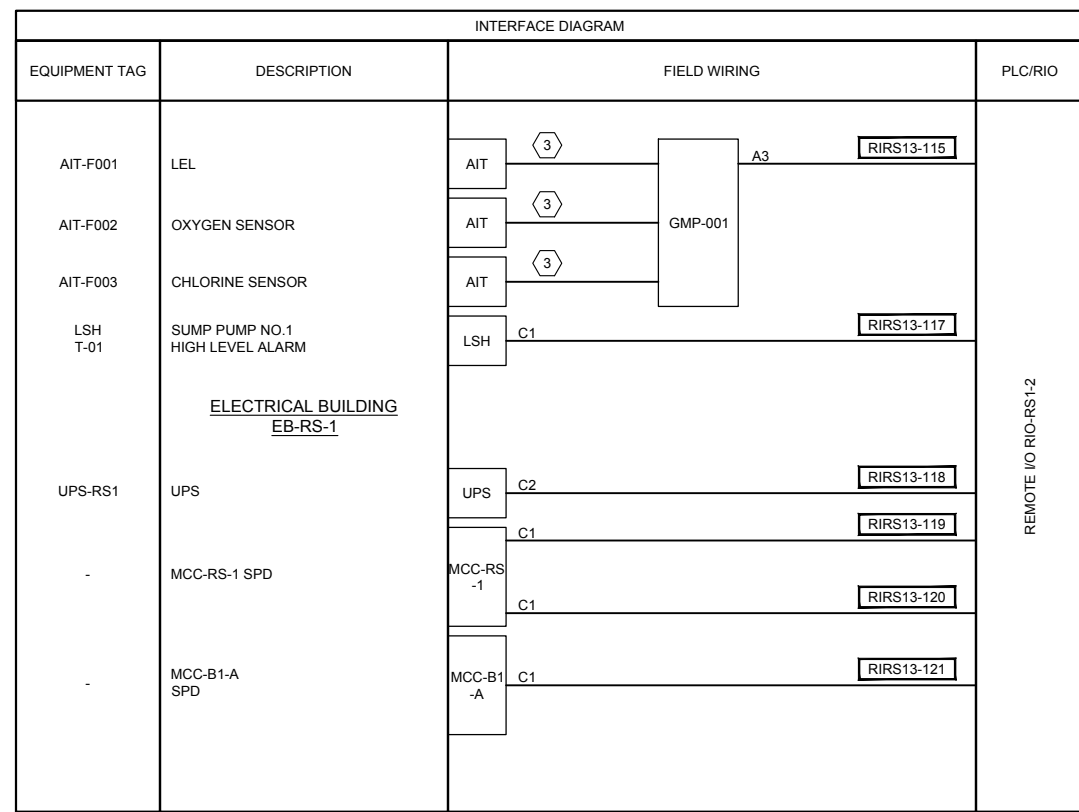 INTERFACE DIAGRAM
EQUIPMENT TAG
DESCRIPTION
FIELD WIRING
PLC/RIO
AIT-F001
LEL
AIT
3
GMP-001
A3
RIRS13-115
AIT-F002
OXYGEN SENSOR
AIT
3
AIT-F003
CHLORINE SENSOR
AIT
3
LSH
T-01
SUMP PUMP NO.1
HIGH LEVEL ALARM
LSH
C1
RIRS13-117
ELECTRICAL BUILDING
EB-RS-1
UPS-RS1
UPS
UPS
C2
RIRS13-118
-
MCC-RS-1 SPD
MCC-RS
-1
C1
RIRS13-119
C1
RIRS13-120
-
MCC-B1-A
SPD
MCC-B1
-A
C1
RIRS13-121
REMOTE I/O RIO-RS1-2